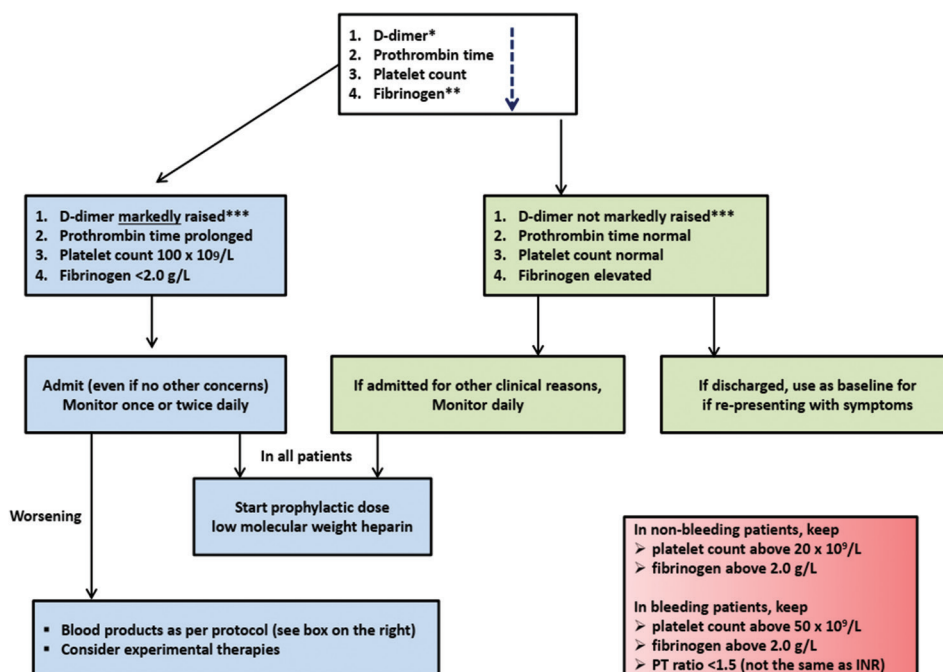 1. D-dimer*
2. Prothrombin time
3. Platelet count
4. Fibrinogen**
1. D-dimer markedly raised***
2. Prothrombin time prolonged
3. Platelet count 100 x 109/L
4. Fibrinogen <2.0 g/L
1. D-dimer not markedly raised***
2. Prothrombin time normal
3. Platelet count normal
4. Fibrinogen elevated
Admit (even if no other concerns)
Monitor once or twice daily
If admitted for other clinical reasons,
Monitor daily
If discharged, use as baseline for
if re-presenting with symptoms
In all patients
Worsening
Start prophylactic dose
low molecular weight heparin
▪ Blood products as per protocol (see box on the right)
▪ Consider experimental therapies
In non-bleeding patients, keep
➢ platelet count above 20 x 10⁹/L
➢ fibrinogen above 2.0 g/L
In bleeding patients, keep
➢ platelet count above 50 x 10⁹/L
➢ fibrinogen above 2.0 g/L
➢ PT ratio <1.5 (not the same as INR)